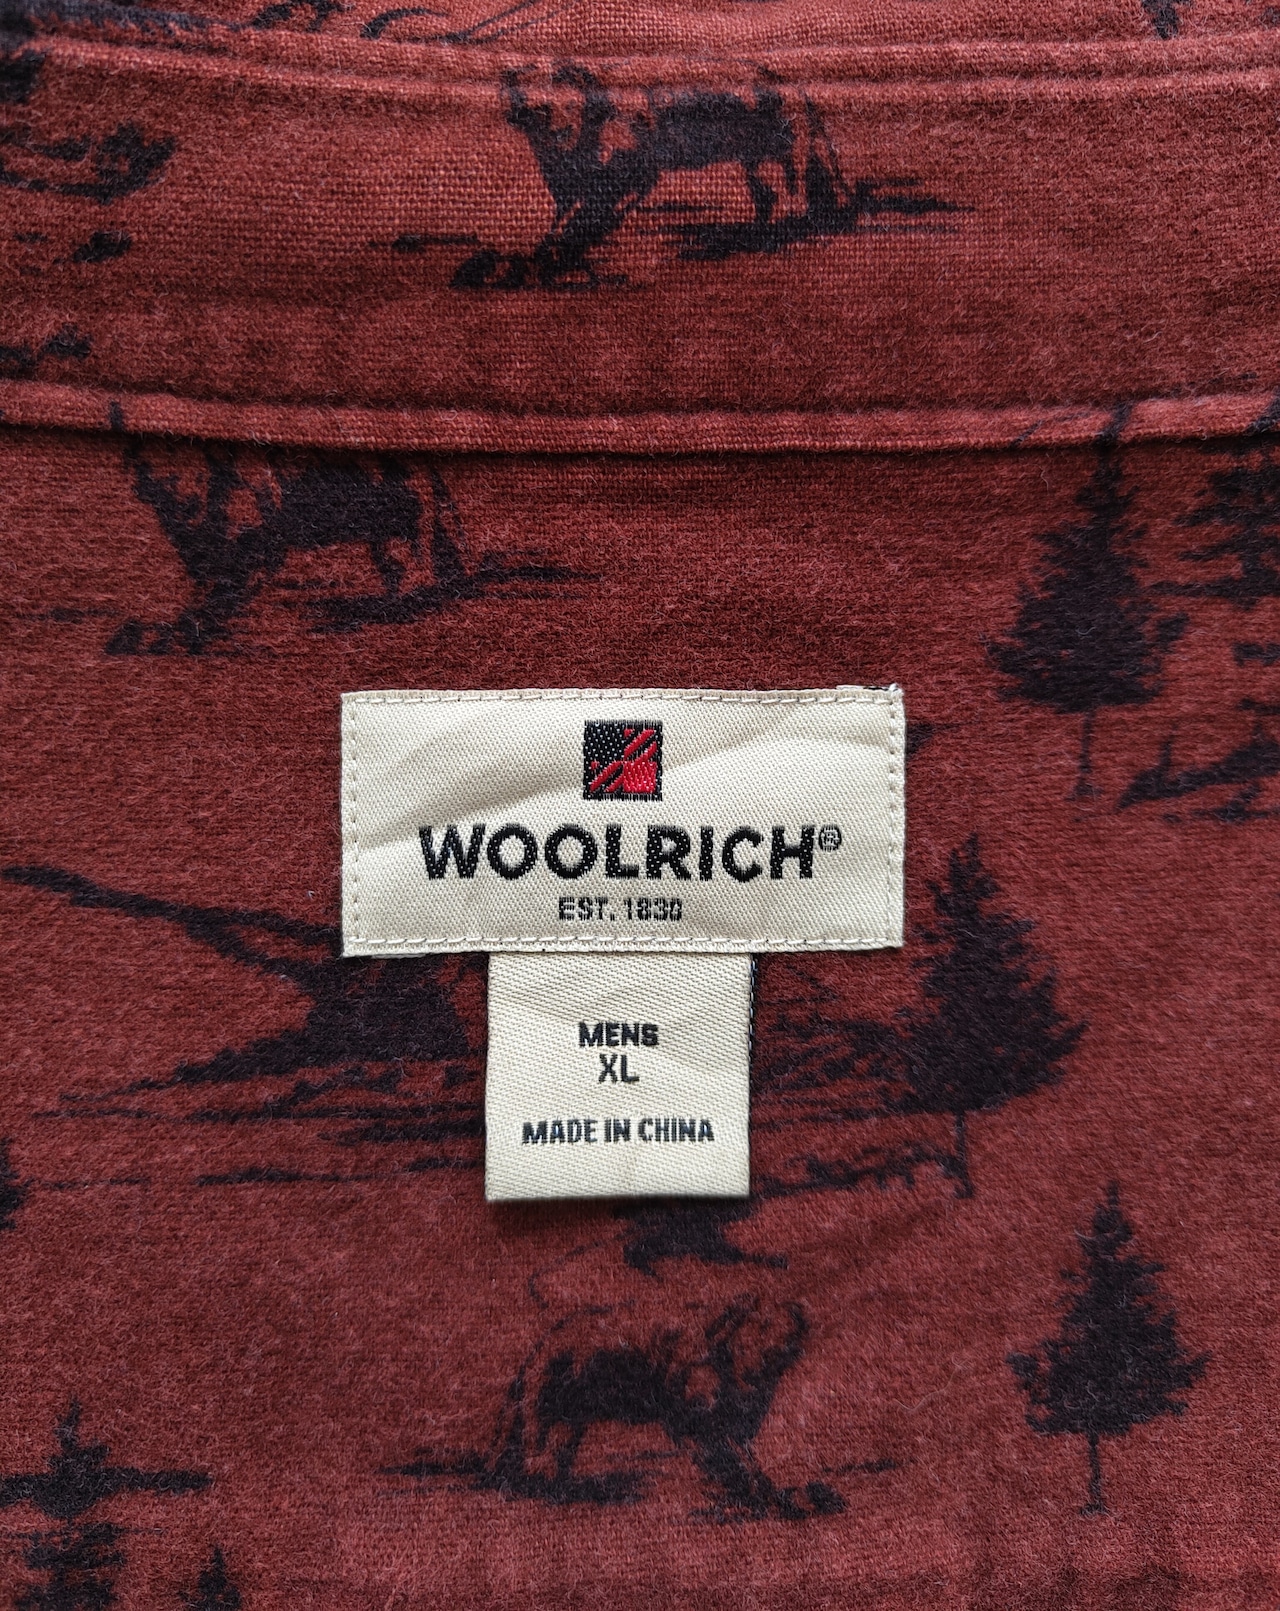 WOOLRICH®
EST. 1830
MENS
XL
MADE IN CHINA